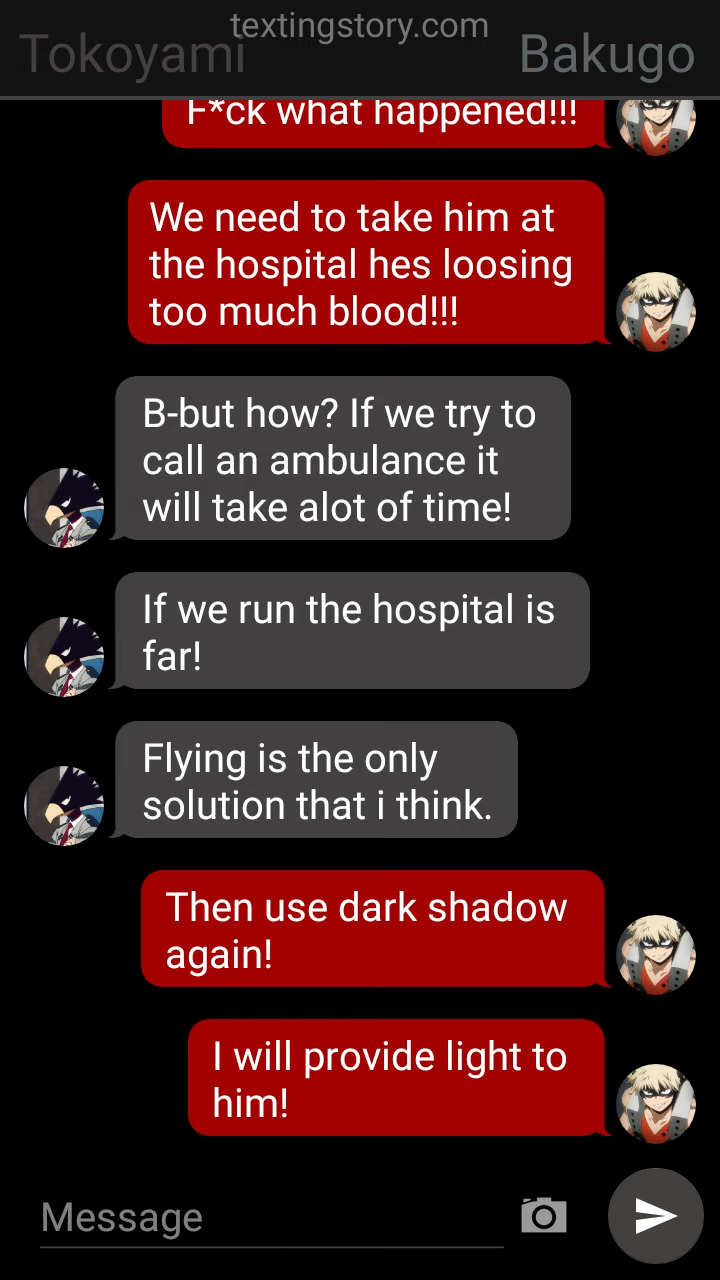 textingstory.com
Tokoyami
Bakugo
F*ck what happened!!!
We need to take him at
the hospital hes loosing
too much blood!!!
B-but how? If we try to
call an ambulance it
will take alot of time!
If we run the hospital is
far!
Flying is the only
solution that i think.
Then use dark shadow
again!
I will provide light to
him!
Message